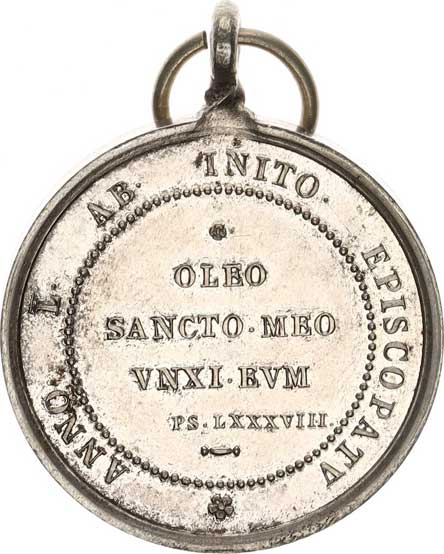 ANNO L AB INITO EPISCOPATV
OLEO
SANCTO·MEO
VNXI·EVM
PS·LXXXVIII·